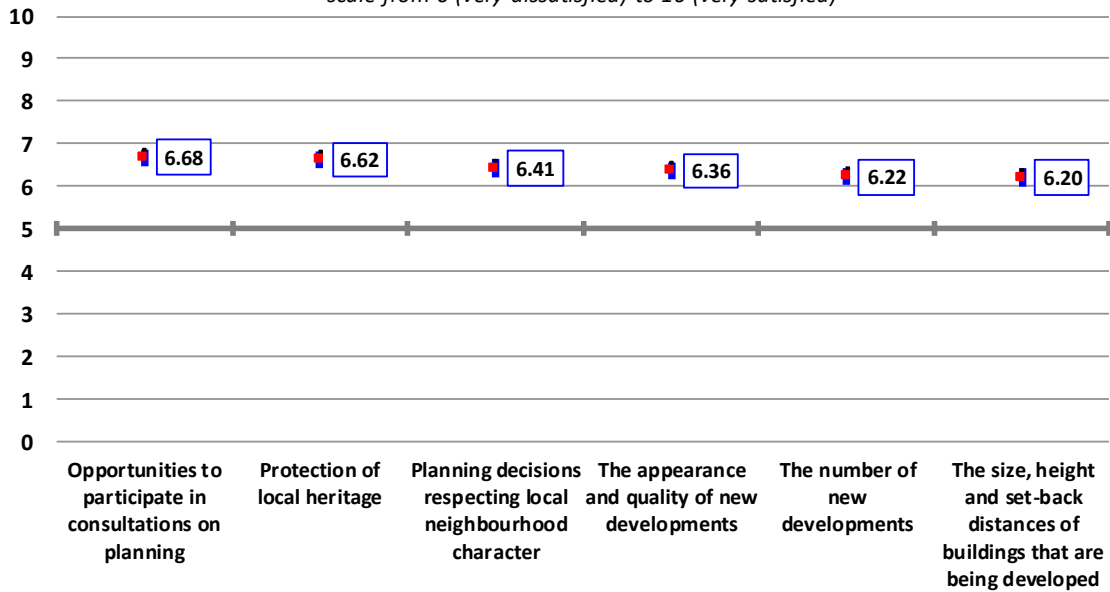 scale from 0 (very dissatisfied) to 10 (very satisfied)
10
9
8
7
6
5
4
3
2
1
0
6.68
6.62
6.41
6.36
6.22
6.20
Opportunities to
participate in
consultations on
planning
Protection of
local heritage
Planning decisions
respecting local
neighbourhood
character
The appearance
and quality of new
developments
The number of
new
developments
The size, height
and set-back
distances of
buildings that are
being developed